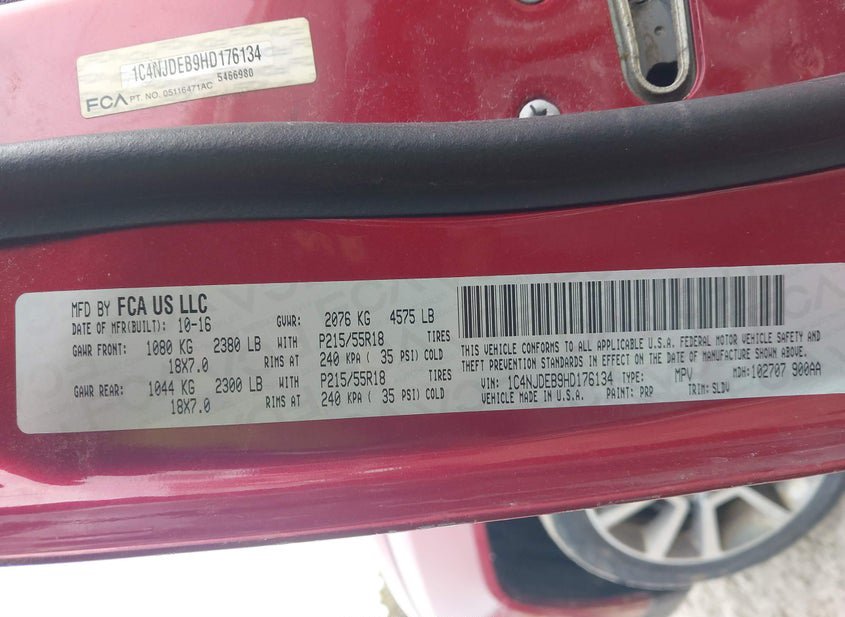 1C4NJDEB9HD176134
5466980
FCA PT. NO. 05116471AC
MFD BY FCA US LLC
DATE OF MFR(BUILT): 10-16 GVWR: 2076 KG 4575 LB
GAWR FRONT: 1080 KG 2380 LB WITH P215/55R18 TIRES
18X7.0 RIMS AT 240 KPA ( 35 PSI) COLD
GAWR REAR: 1044 KG 2300 LB WITH P215/55R18 TIRES
18X7.0 RIMS AT 240 KPA ( 35 PSI) COLD
THIS VEHICLE CONFORMS TO ALL APPLICABLE U.S.A. FEDERAL MOTOR VEHICLE SAFETY AND
THEFT PREVENTION STANDARDS IN EFFECT ON THE DATE OF MANUFACTURE SHOWN ABOVE.
VIN: 1C4NJDEB9HD176134 TYPE: MPV MDH:102707 900AA
VEHICLE MADE IN U.S.A. PAINT: PRP TRIM: SLDV